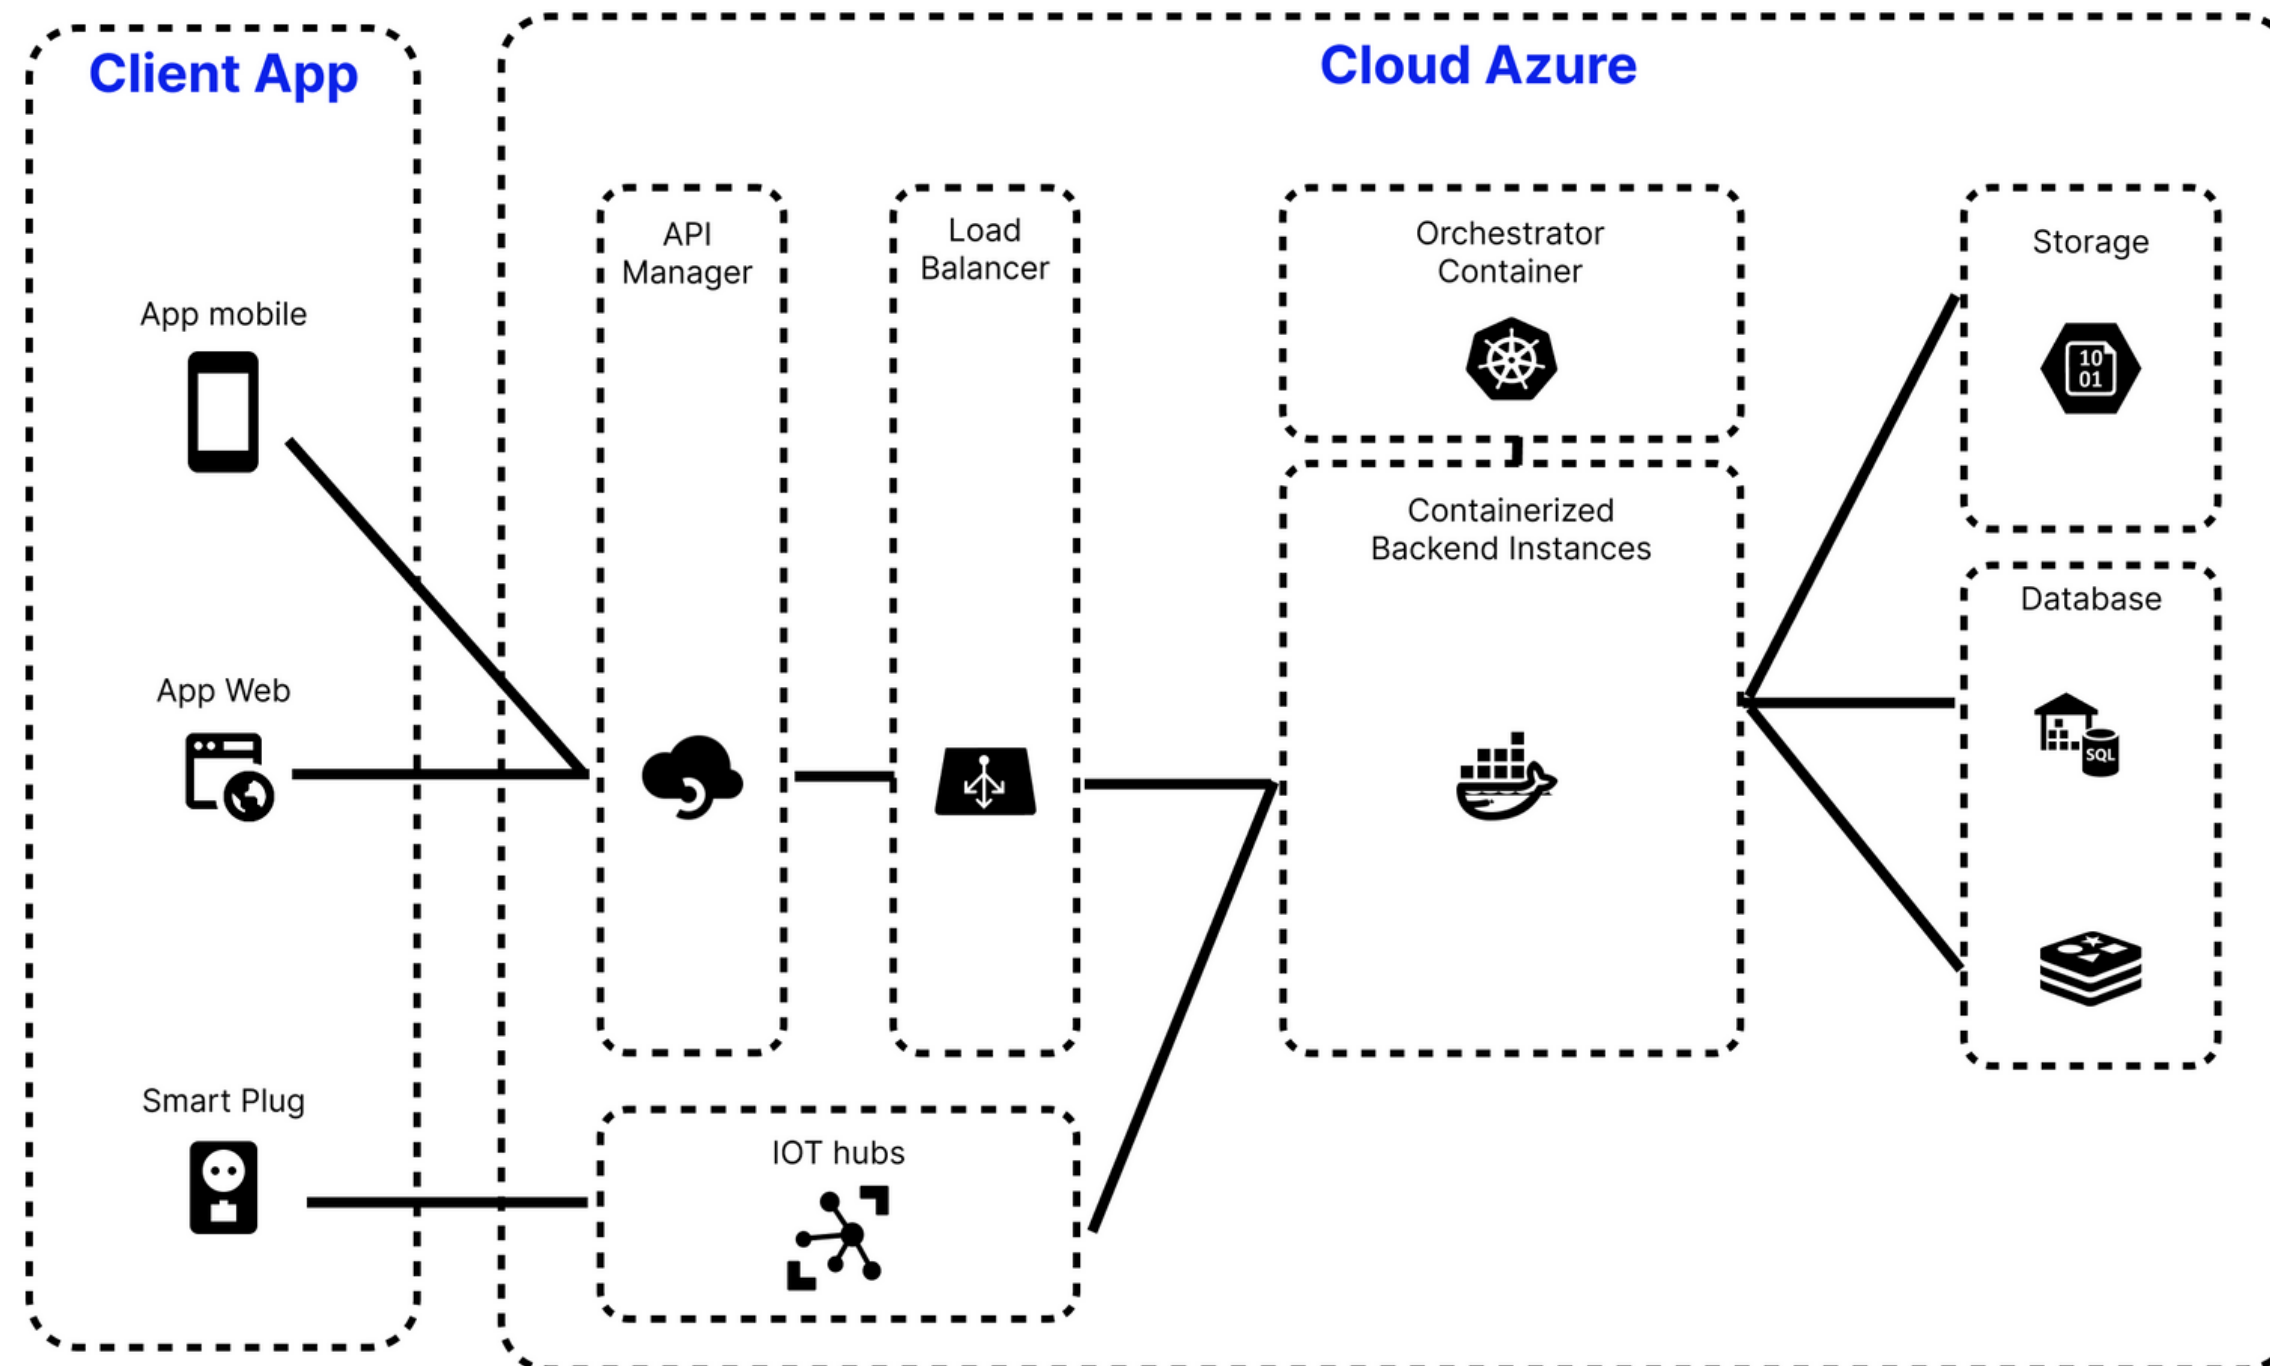 Client App
Cloud Azure
App mobile
App Web
Smart Plug
API
Manager
Load
Balancer
IOT hubs
Orchestrator
Container
Containerized
Backend Instances
Storage
10
01
Database
SQL